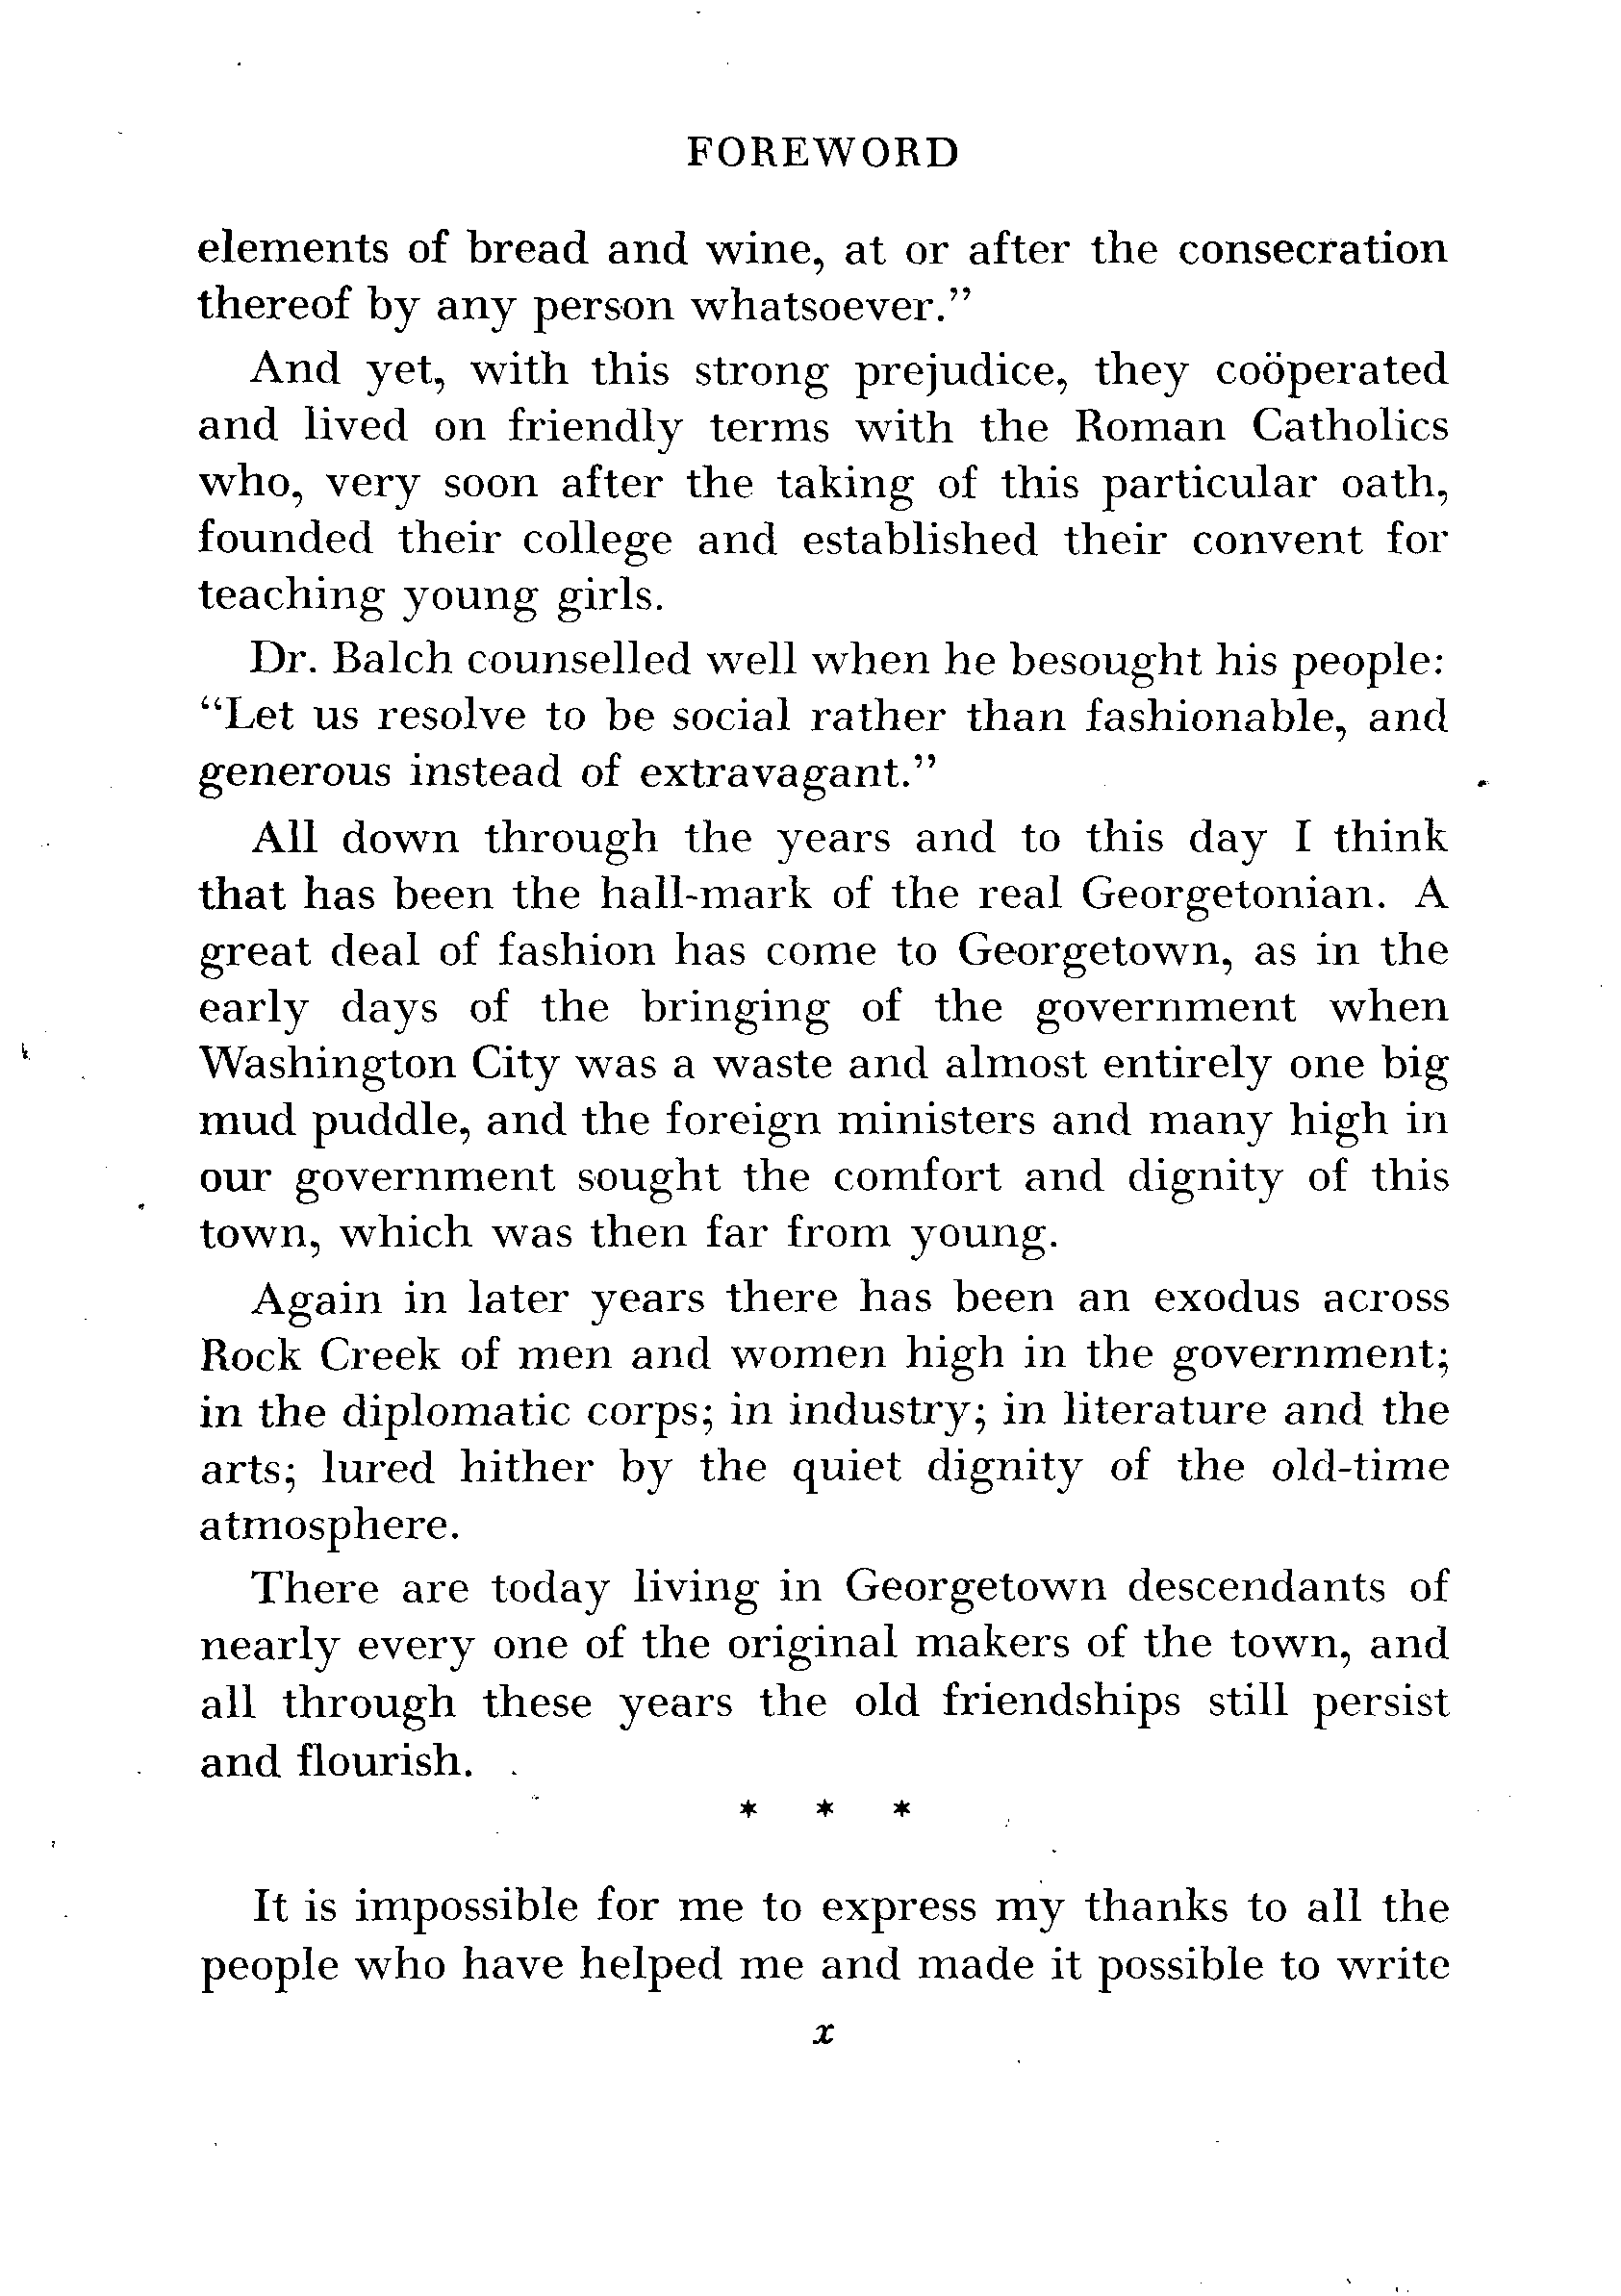 FOREWORD
elements of bread and wine, at or after the consecration
thereof by any person whatsoever."
And yet, with this strong prejudice, they coöperated
and lived on friendly terms with the Roman Catholics
who, very soon after the taking of this particular oath,
founded their college and established their convent for
teaching young girls.
Dr. Balch counselled well when he besought his people:
“Let us resolve to be social rather than fashionable, and
generous instead of extravagant.”
All down through the years and to this day I think
that has been the hall-mark of the real Georgetonian. A
great deal of fashion has come to Georgetown, as in the
early days of the bringing of the government when
Washington City was a waste and almost entirely one big
mud puddle, and the foreign ministers and many high in
our government sought the comfort and dignity of this
town, which was then far from young.
Again in later years there has been an exodus across
Rock Creek of men and women high in the government;
in the diplomatic corps; in industry; in literature and the
arts; lured hither by the quiet dignity of the old-time
atmosphere.
There are today living in Georgetown descendants of
nearly every one of the original makers of the town, and
all through these years the old friendships still persist
and flourish.
* * *
It is impossible for me to express my thanks to all the
people who have helped me and made it possible to write
x